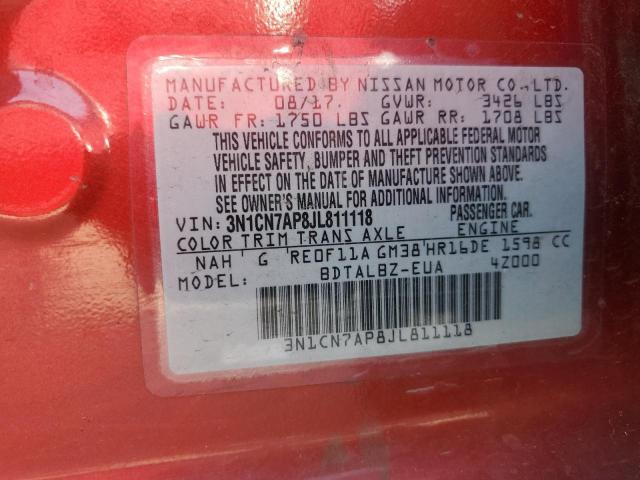 MANUFACTURED BY NISSAN MOTOR CO., LTD.
DATE: 08/17. GVWR: 3426 LBS
GAWR FR: 1750 LBS GAWR RR: 1708 LBS
THIS VEHICLE CONFORMS TO ALL APPLICABLE FEDERAL MOTOR
VEHICLE SAFETY, BUMPER AND THEFT PREVENTION STANDARDS
IN EFFECT ON THE DATE OF MANUFACTURE SHOWN ABOVE.
SEE OWNER'S MANUAL FOR ADDITIONAL INFORMATION.
VIN: 3N1CN7AP8JL811118 PASSENGER CAR.
COLOR TRIM TRANS AXLE ENGINE
NAH G RE0F11A GM38 HR16DE 1598 CC
MODEL: BDTALBZ-EUA 4Z000
3N1CN7AP8JL811118